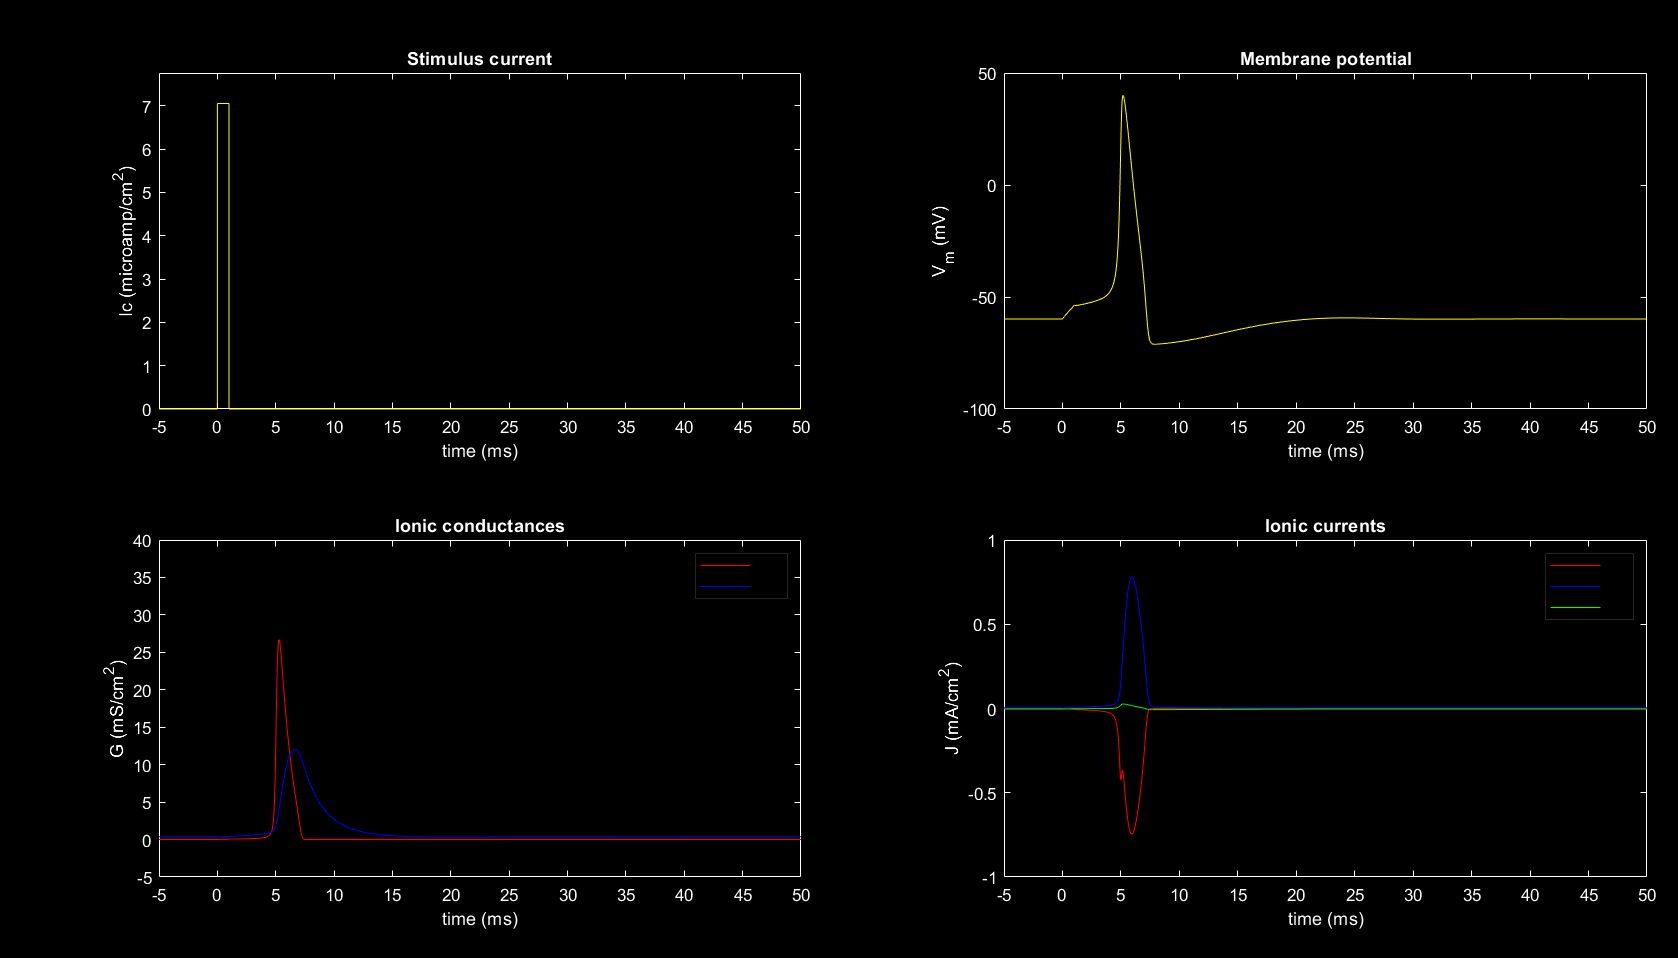 Stimulus current
7
6
5
4
3
2
1
0
Ic (microamp/cm²)
-5 0 5 10 15 20 25 30 35 40 45 50
time (ms)
Membrane potential
50
0
-50
-100
Vₘ (mV)
-5 0 5 10 15 20 25 30 35 40 45 50
time (ms)
Ionic conductances
40
35
30
25
20
15
10
5
0
-5
G (mS/cm²)
-5 0 5 10 15 20 25 30 35 40 45 50
time (ms)
Ionic currents
1
0.5
0
-0.5
-1
J (mA/cm²)
-5 0 5 10 15 20 25 30 35 40 45 50
time (ms)